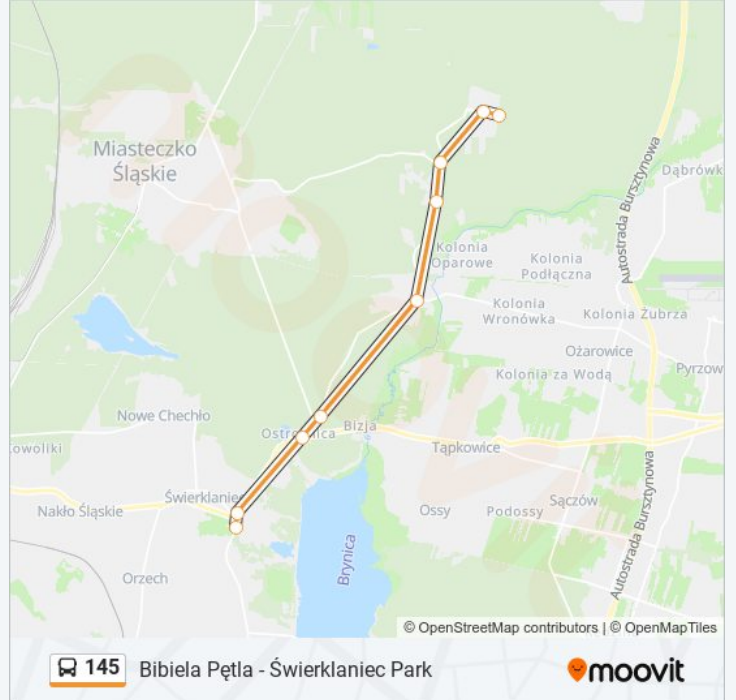 Miasteczko
Śląskie
Dąbrówk
Autostrada Bursztynowa
Kolonia
Oparowe
Kolonia
Podłączna
Kolonia
Wronówka
Kolonia Zubrza
Ożarowice
Pyrzow
Kolonia za Wodą
Nowe Chechło
Ostrożnica
Bizja
owoliki
Tąpkowice
Świerklaniec
Nakło Śląskie
Ossy
Podossy
Sączów
Autostrada Bursztynowa
Brynica
Orzech
© OpenStreetMap contributors | © OpenMapTiles
145 Bibiela Pętla - Świerklaniec Park
moovit